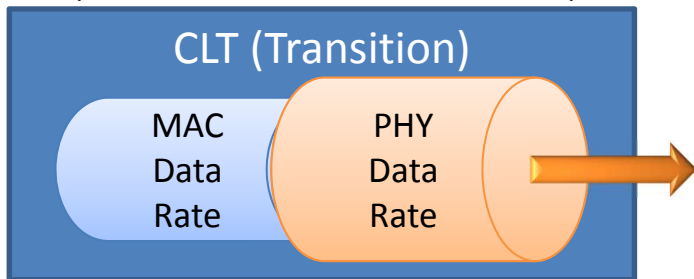 CLT (Transition)
MAC
Data
Rate
PHY
Data
Rate